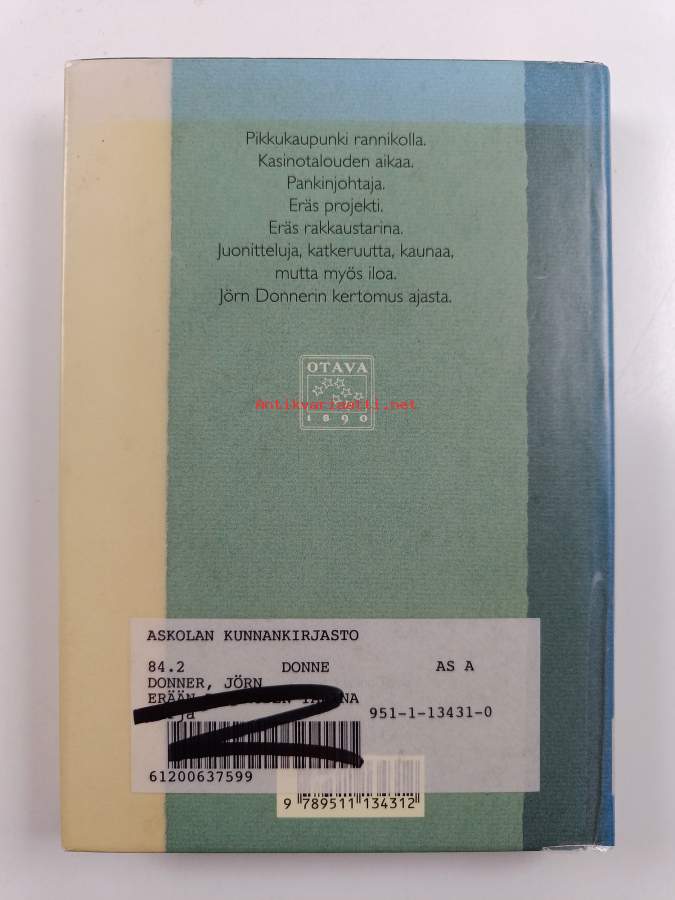 Pikkukaupunki rannikolla.
Kasinotalouden aikaa.
Pankinjohtaja.
Eräs projekti.
Eräs rakkaustarina.
Juonitteluja, katkeruutta, kaunaa,
mutta myös iloa.
Jörn Donnerin kertomus ajasta.
OTAVA
Antikvariaatti.net
1890
ASKOLAN KUNNANKIRJASTO
84.2 DONNE AS A
DONNER, JÖRN
ERÄÄN
951-1-13431-0
61200637599
9 789511 134312